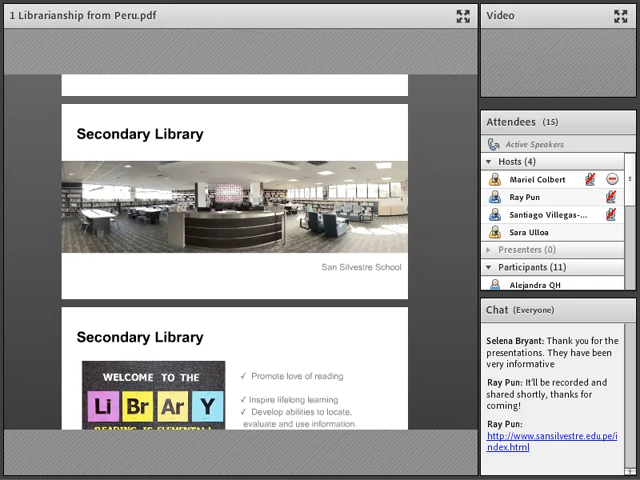 1 Librarianship from Peru.pdf
Secondary Library
San Silvestre School
Secondary Library
WELCOME TO THE
Li Br Ar Y
READING IS ELEMENTAL!
✓ Promote love of reading
✓ Inspire lifelong learning
✓ Develop abilities to locate,
evaluate and use information.
Video
Attendees (15)
Active Speakers
Hosts (4)
Mariel Colbert
Ray Pun
Santiago Villegas-...
Sara Ulloa
Presenters (0)
Participants (11)
Alejandra QH
Chat (Everyone)
Selena Bryant: Thank you for the
presentations. They have been
very informative
Ray Pun: It'll be recorded and
shared shortly, thanks for
coming!
Ray Pun:
http://www.sansilvestre.edu.pe/i
ndex.html